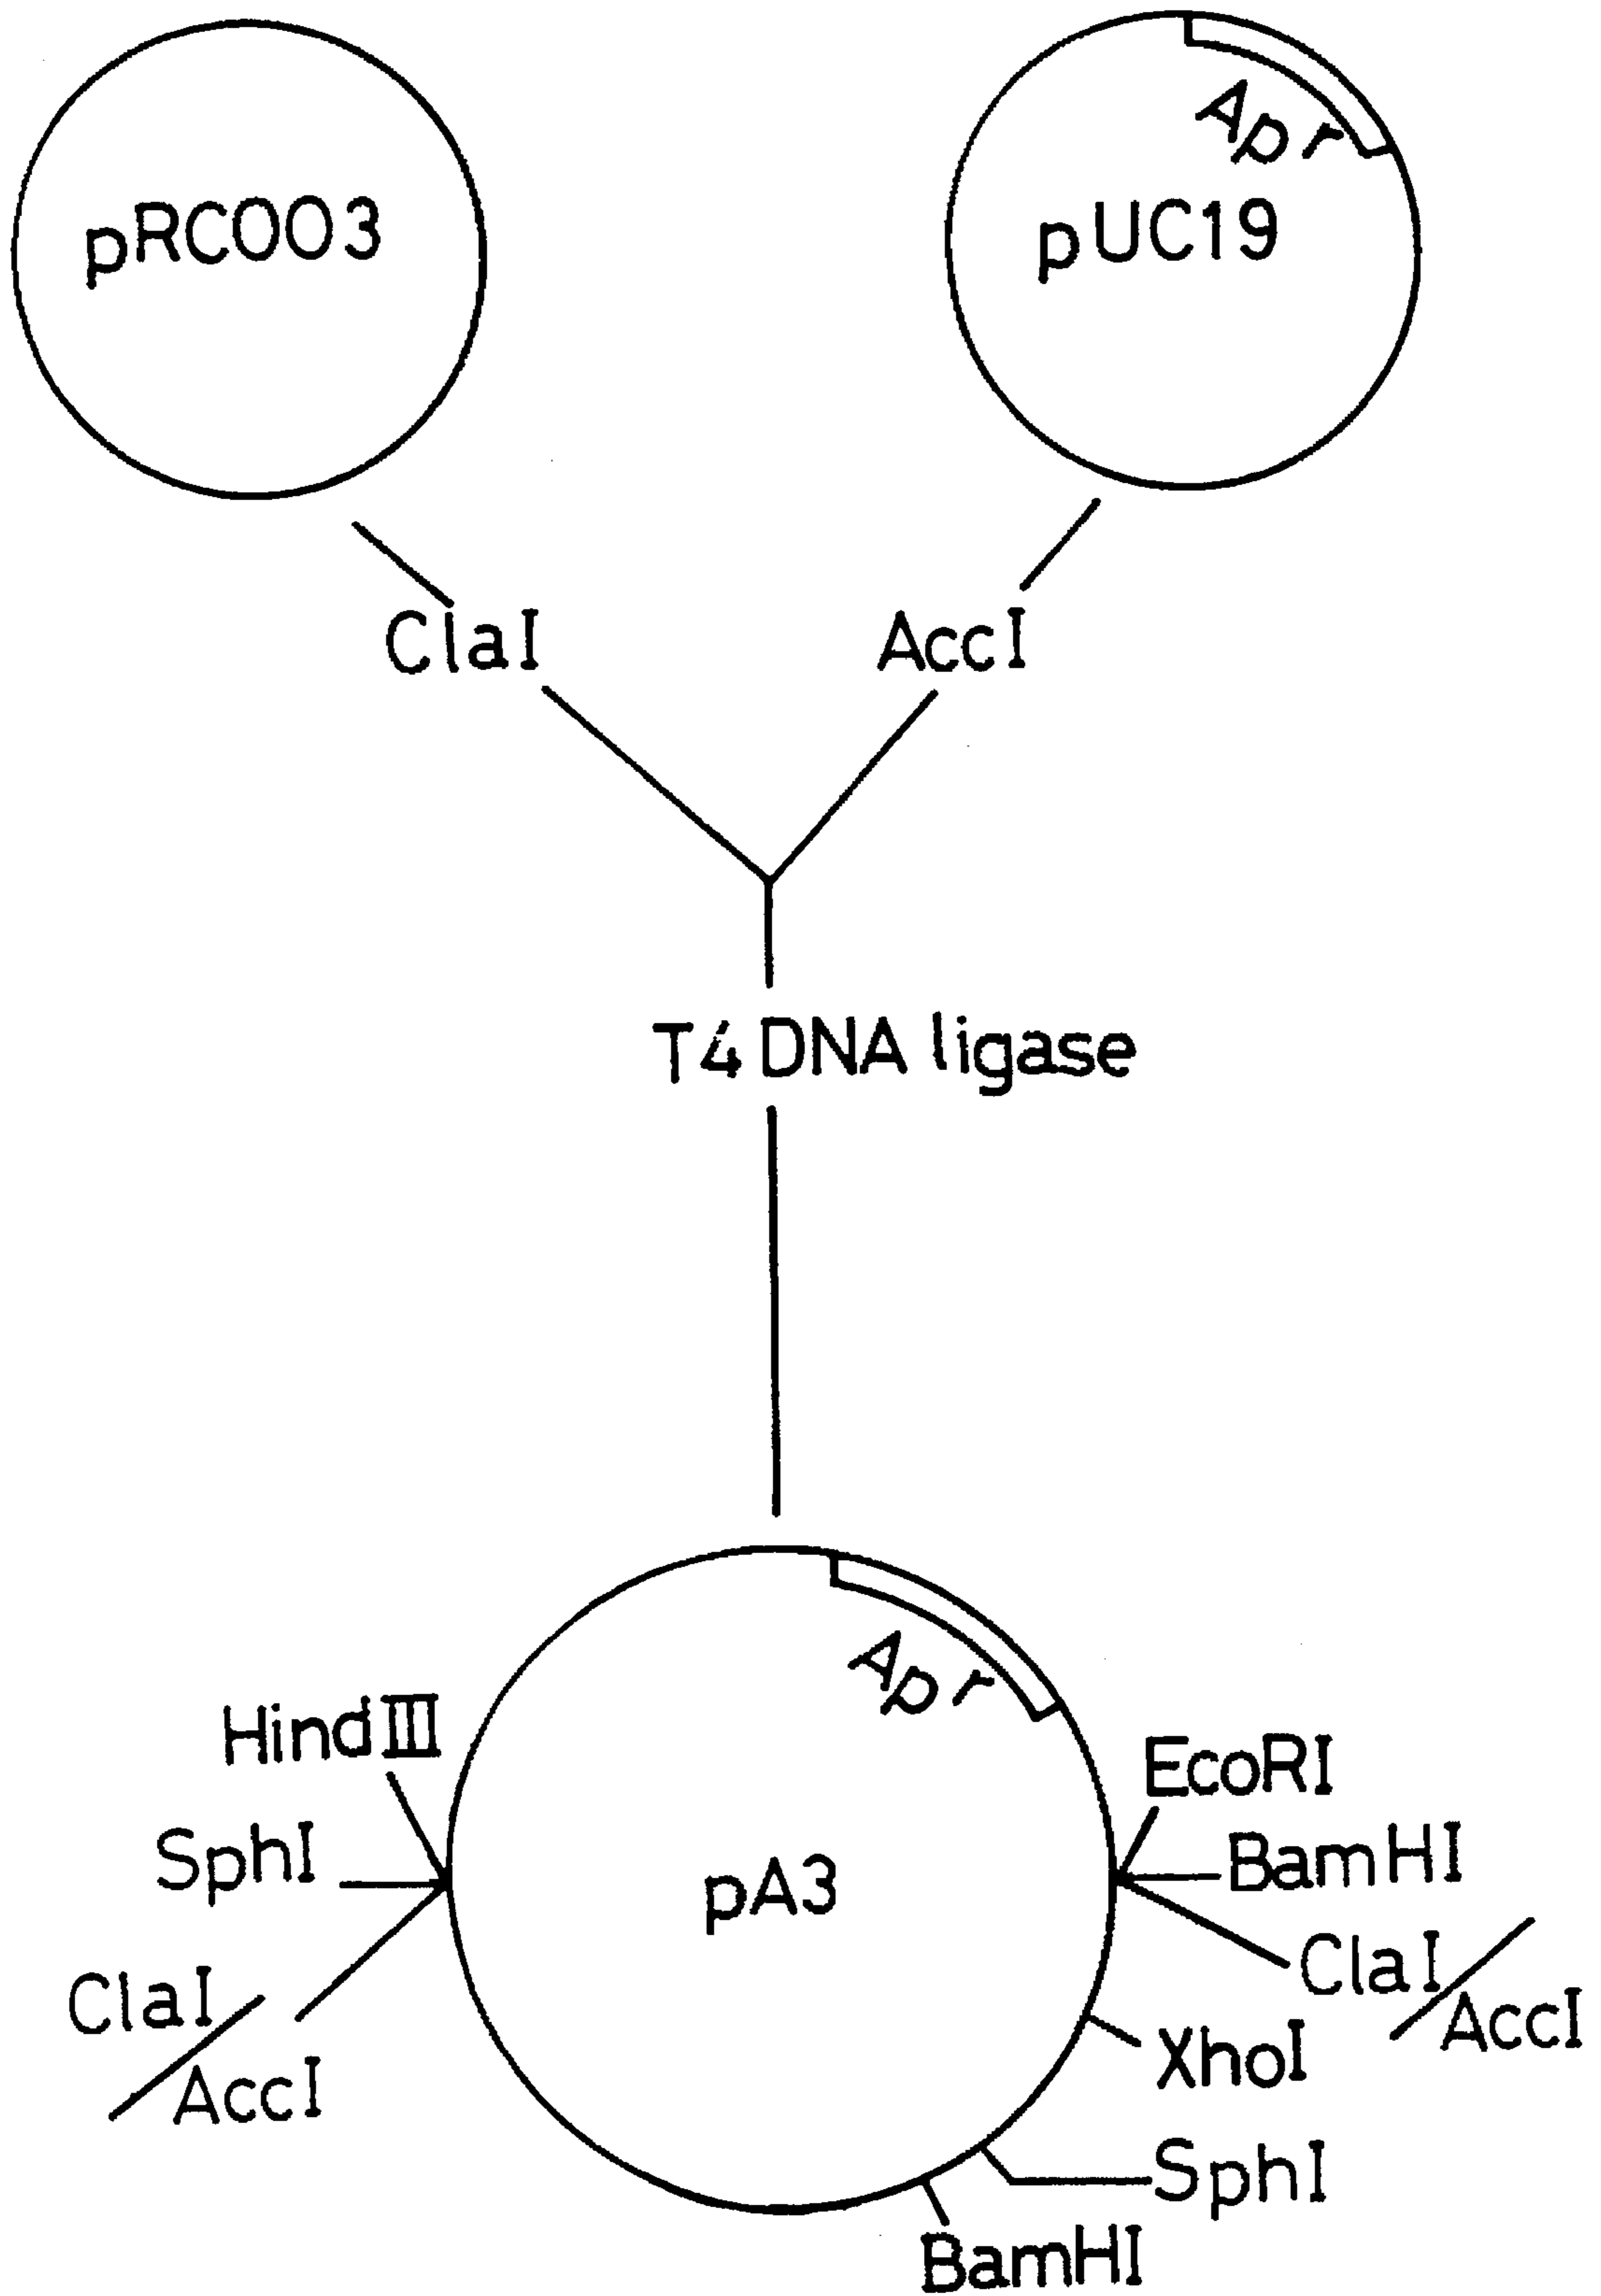 pRC003
Apr
pUC19
ClaI
AccI
T4 DNA ligase
Apr
HindIII
EcoRI
SphI
BamHI
pA3
ClaI/AccI
ClaI/AccI
XhoI
SphI
BamHI